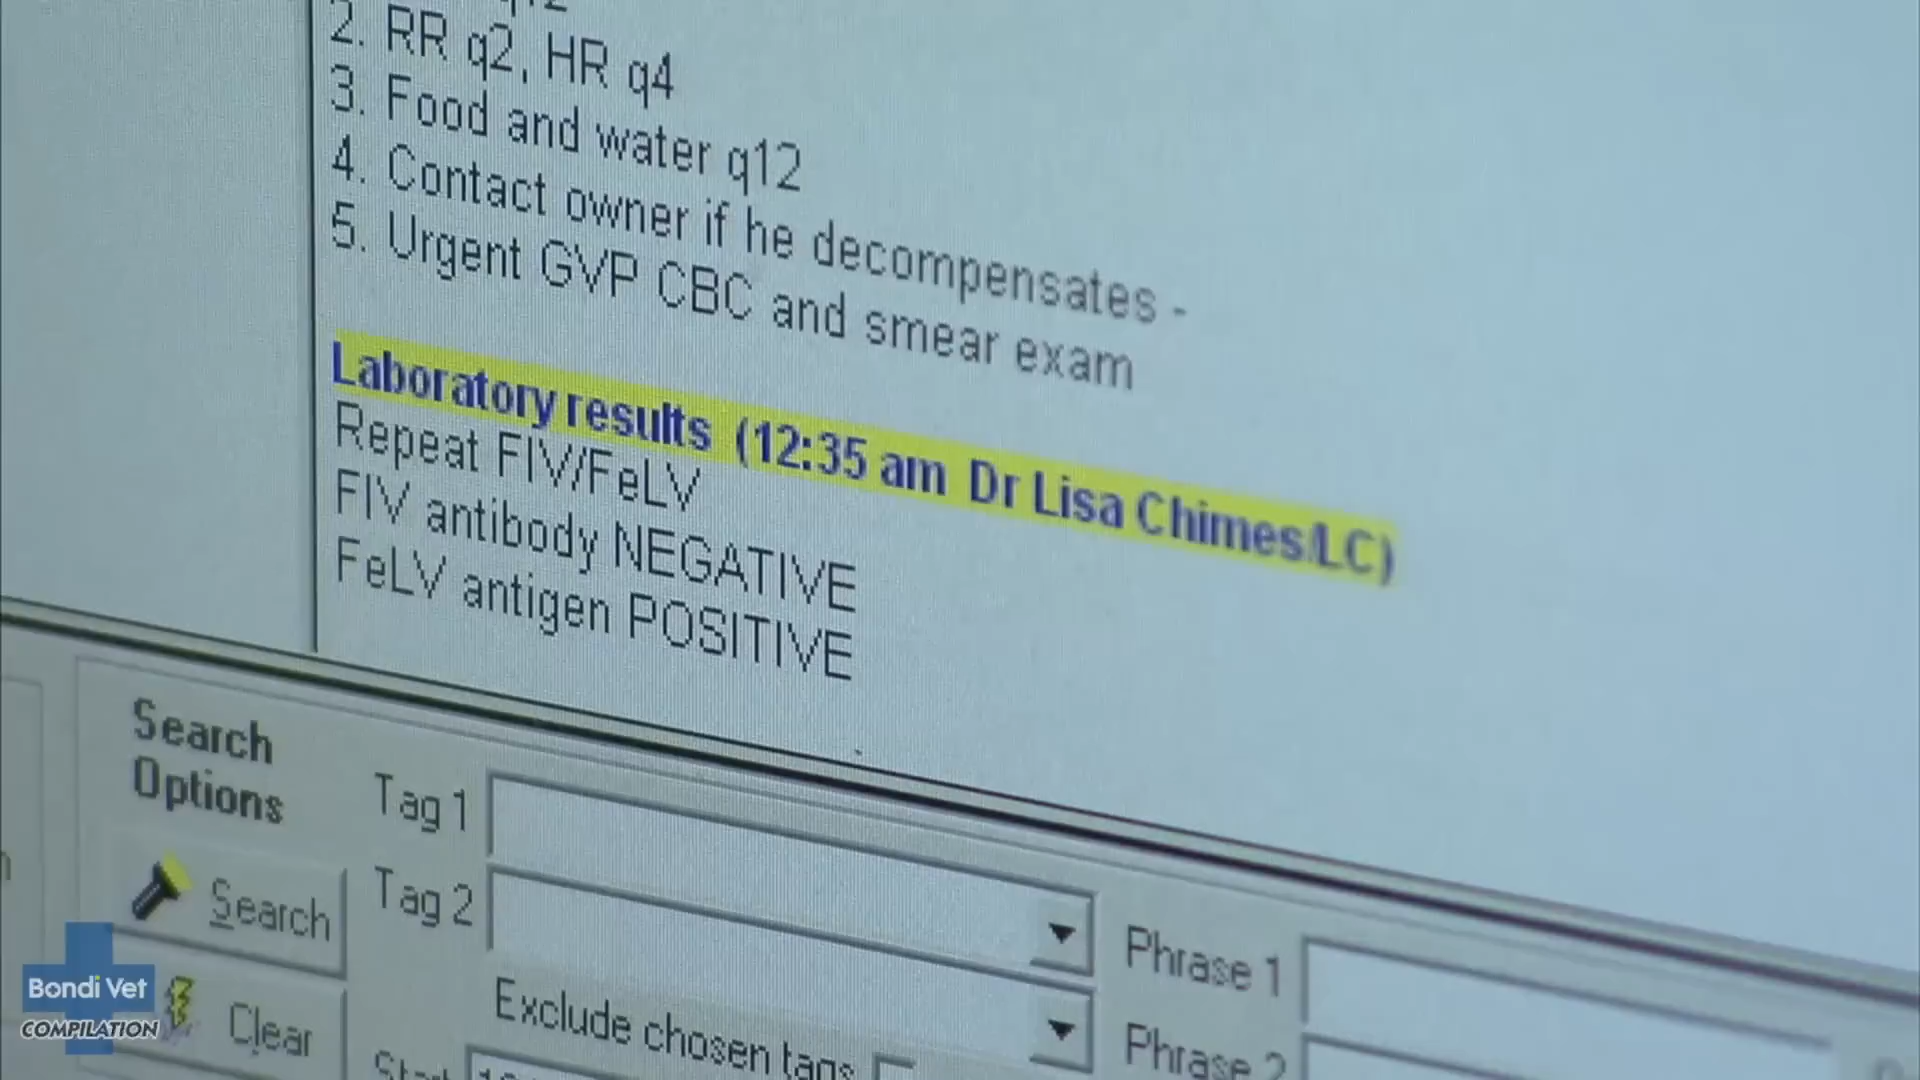 2. RR q2, HR q4
3. Food and water q12
4. Contact owner if he decompensates -
5. Urgent GVP CBC and smear exam
Laboratory results (12:35 am Dr Lisa Chimes/LC)
Repeat FIV/FeLV
FIV antibody NEGATIVE
FeLV antigen POSITIVE
Search
Options
Tag 1
Search
Tag 2
Phrase 1
Clear
Exclude chosen tags
Phrase 2
Bondi Vet
COMPILATION